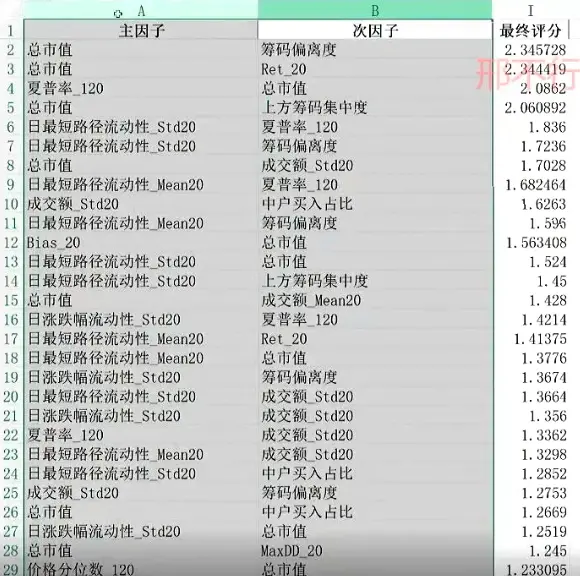 A B I
1 主因子 次因子 最终评分
2 总市值 筹码偏离度 2.345728
3 总市值 Ret_20 2.344419
邢不行
4 夏普率_120 总市值 2.0862
5 总市值 上方筹码集中度 2.060892
6 日最短路径流动性_Std20 夏普率_120 1.836
7 日最短路径流动性_Std20 筹码偏离度 1.7236
8 总市值 成交额_Std20 1.7028
9 日最短路径流动性_Mean20 夏普率_120 1.682464
10 成交额_Std20 中户买入占比 1.6263
11 日最短路径流动性_Mean20 筹码偏离度 1.596
12 Bias_20 总市值 1.563408
13 日最短路径流动性_Std20 总市值 1.524
14 日最短路径流动性_Std20 上方筹码集中度 1.45
15 总市值 成交额_Mean20 1.428
16 日涨跌幅流动性_Std20 夏普率_120 1.4214
17 日最短路径流动性_Mean20 Ret_20 1.41375
18 日最短路径流动性_Mean20 总市值 1.3776
19 日涨跌幅流动性_Std20 筹码偏离度 1.3674
20 日最短路径流动性_Std20 成交额_Std20 1.3664
21 日涨跌幅流动性_Std20 成交额_Std20 1.356
22 夏普率_120 成交额_Std20 1.3362
23 日最短路径流动性_Mean20 成交额_Std20 1.3298
24 日最短路径流动性_Std20 中户买入占比 1.2852
25 成交额_Std20 筹码偏离度 1.2753
26 总市值 中户买入占比 1.2669
27 日涨跌幅流动性_Std20 总市值 1.2519
28 总市值 MaxDD_20 1.245
29 价格分位数_120 总市值 1.233095